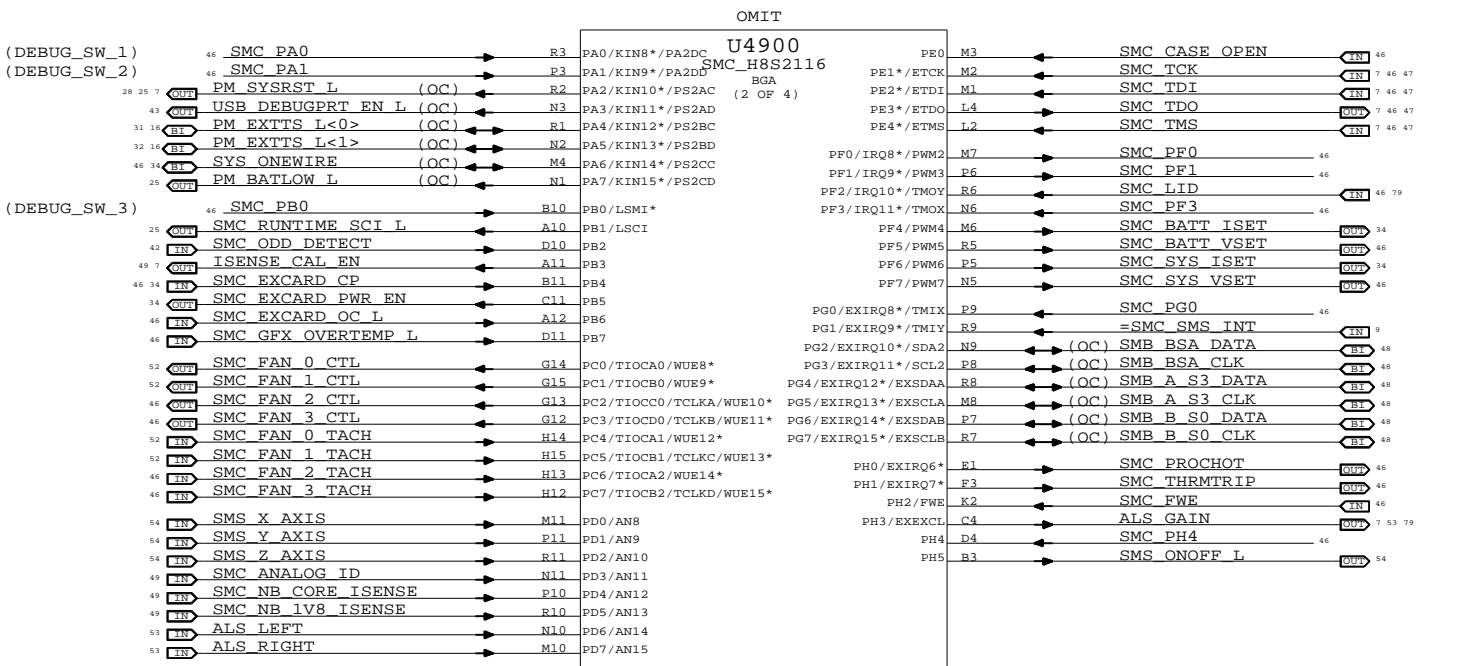 OMIT
U4900
SMC_H8S2116
BGA
(2 OF 4)
(DEBUG_SW_1) 46 SMC_PA0 R3 PA0/KIN8*/PA2DC
(DEBUG_SW_2) 46 SMC_PA1 P3 PA1/KIN9*/PA2DD
28 25 7 OUT PM_SYSRST_L (OC) R2 PA2/KIN10*/PS2AC
43 OUT USB_DEBUGPRT_EN_L (OC) N3 PA3/KIN11*/PS2AD
31 16 BI PM_EXTTS_L<0> (OC) R1 PA4/KIN12*/PS2BC
32 16 BI PM_EXTTS_L<1> (OC) N2 PA5/KIN13*/PS2BD
46 34 BI SYS_ONEWIRE (OC) M4 PA6/KIN14*/PS2CC
25 OUT PM_BATLOW_L (OC) N1 PA7/KIN15*/PS2CD
(DEBUG_SW_3) 46 SMC_PB0 B10 PB0/LSMI*
25 OUT SMC_RUNTIME_SCI_L A10 PB1/LSCI
42 IN SMC_ODD_DETECT D10 PB2
49 7 OUT ISENSE_CAL_EN A11 PB3
46 34 IN SMC_EXCARD_CP B11 PB4
34 OUT SMC_EXCARD_PWR_EN C11 PB5
46 IN SMC_EXCARD_OC_L A12 PB6
46 IN SMC_GFX_OVERTEMP_L D11 PB7
52 OUT SMC_FAN_0_CTL G14 PC0/TIOCA0/WUE8*
52 OUT SMC_FAN_1_CTL G15 PC1/TIOCB0/WUE9*
46 OUT SMC_FAN_2_CTL G13 PC2/TIOCC0/TCLKA/WUE10*
46 OUT SMC_FAN_3_CTL G12 PC3/TIOCD0/TCLKB/WUE11*
52 IN SMC_FAN_0_TACH H14 PC4/TIOCA1/WUE12*
52 IN SMC_FAN_1_TACH H15 PC5/TIOCB1/TCLKC/WUE13*
46 IN SMC_FAN_2_TACH H13 PC6/TIOCA2/WUE14*
46 IN SMC_FAN_3_TACH H12 PC7/TIOCB2/TCLKD/WUE15*
54 IN SMS_X_AXIS M11 PD0/AN8
54 IN SMS_Y_AXIS P11 PD1/AN9
54 IN SMS_Z_AXIS R11 PD2/AN10
49 IN SMC_ANALOG_ID N11 PD3/AN11
49 IN SMC_NB_CORE_ISENSE P10 PD4/AN12
49 IN SMC_NB_1V8_ISENSE R10 PD5/AN13
53 IN ALS_LEFT N10 PD6/AN14
53 IN ALS_RIGHT M10 PD7/AN15
PE0 M3 SMC_CASE_OPEN IN 46
PE1*/ETCK M2 SMC_TCK IN 7 46 47
PE2*/ETDI M1 SMC_TDI IN 7 46 47
PE3*/ETDO L4 SMC_TDO OUT 7 46 47
PE4*/ETMS L2 SMC_TMS IN 7 46 47
PF0/IRQ8*/PWM2 M7 SMC_PF0 46
PF1/IRQ9*/PWM3 P6 SMC_PF1 46
PF2/IRQ10*/TMOY R6 SMC_LID IN 46 79
PF3/IRQ11*/TMOX N6 SMC_PF3 46
PF4/PWM4 M6 SMC_BATT_ISET OUT 34
PF5/PWM5 R5 SMC_BATT_VSET OUT 46
PF6/PWM6 P5 SMC_SYS_ISET OUT 34
PF7/PWM7 N5 SMC_SYS_VSET OUT 46
PG0/EXIRQ8*/TMIX P9 SMC_PG0 46
PG1/EXIRQ9*/TMIY R9 =SMC_SMS_INT IN 9
PG2/EXIRQ10*/SDA2 N9 (OC) SMB_BSA_DATA BI 48
PG3/EXIRQ11*/SCL2 P8 (OC) SMB_BSA_CLK BI 48
PG4/EXIRQ12*/EXSDAA R8 (OC) SMB_A_S3_DATA BI 48
PG5/EXIRQ13*/EXSCLA M8 (OC) SMB_A_S3_CLK BI 48
PG6/EXIRQ14*/EXSDAB P7 (OC) SMB_B_S0_DATA BI 48
PG7/EXIRQ15*/EXSCLB R7 (OC) SMB_B_S0_CLK BI 48
PH0/EXIRQ6* E1 SMC_PROCHOT OUT 46
PH1/EXIRQ7* F3 SMC_THRMTRIP OUT 46
PH2/FWE K2 SMC_FWE IN 46
PH3/EXEXCL C4 ALS_GAIN OUT 7 53 79
PH4 D4 SMC_PH4 46
PH5 B3 SMS_ONOFF_L OUT 54